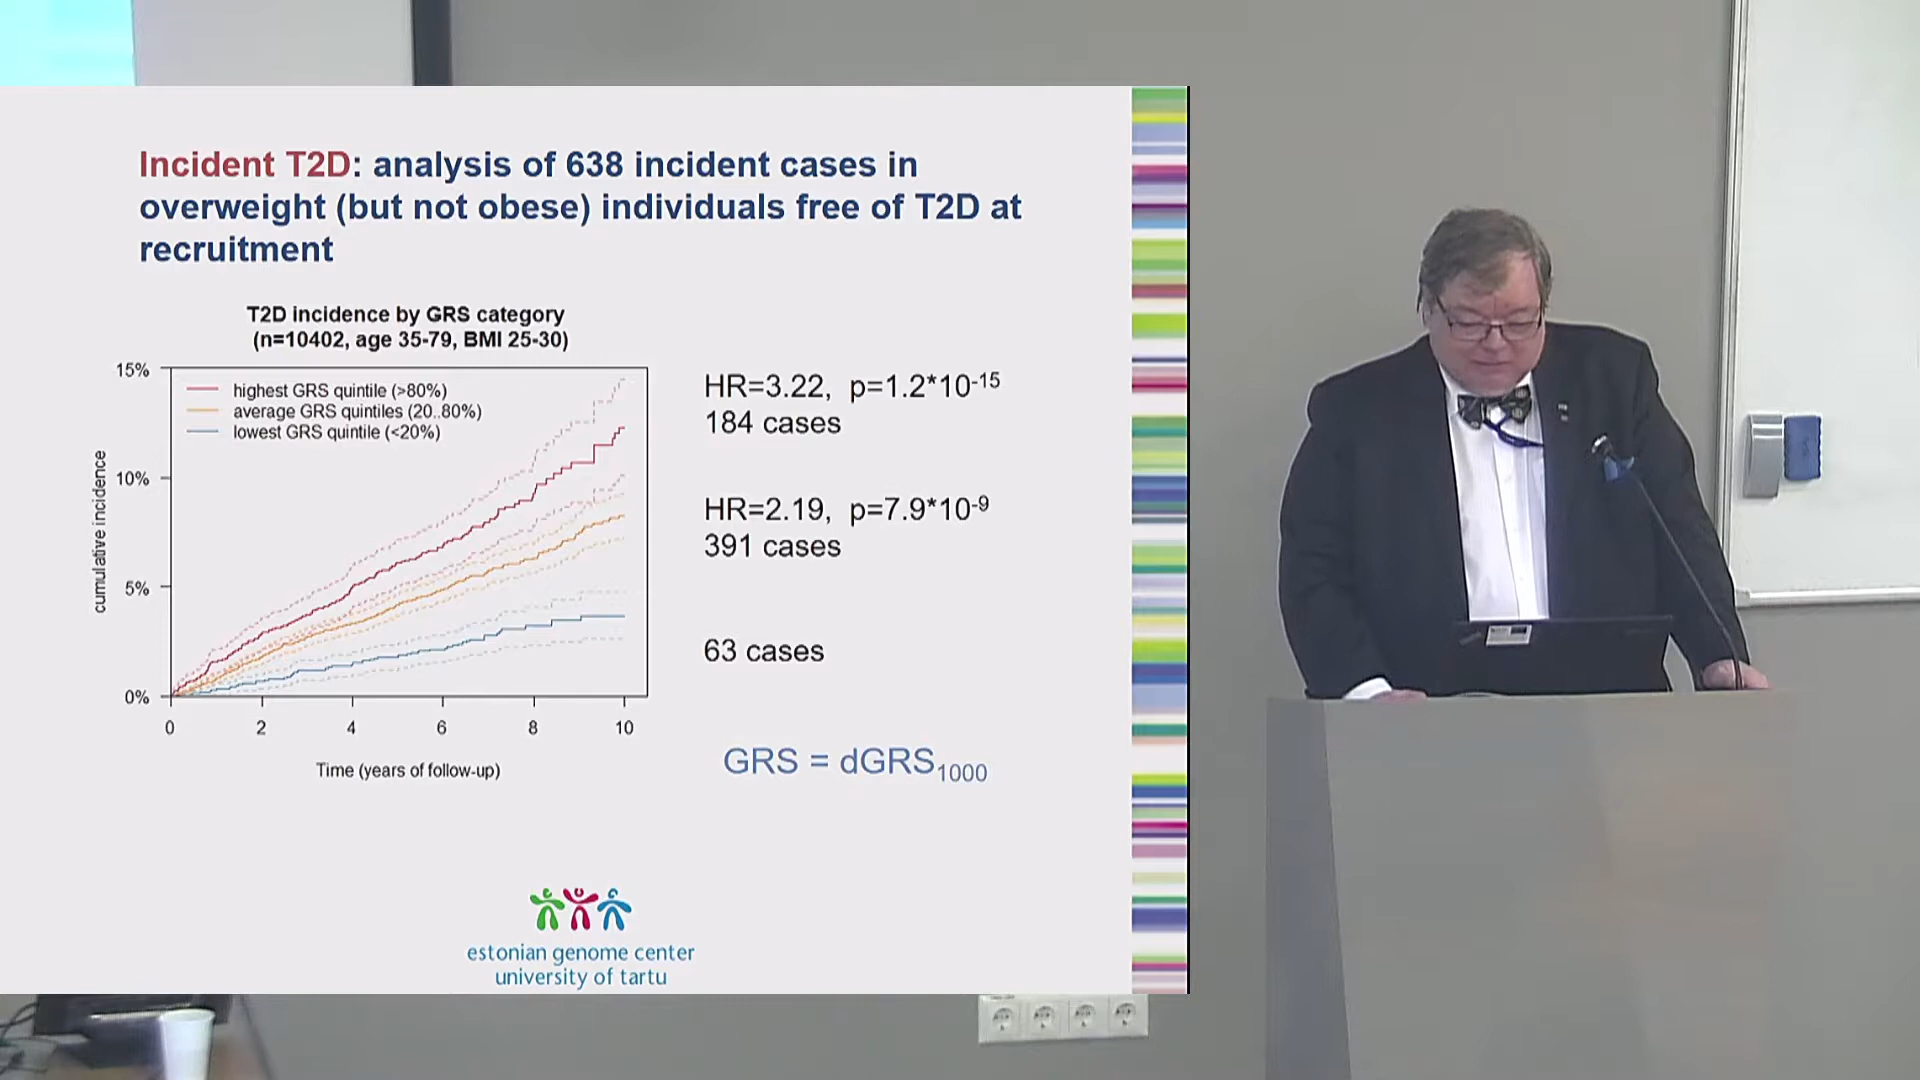 Incident T2D: analysis of 638 incident cases in
overweight (but not obese) individuals free of T2D at
recruitment
T2D incidence by GRS category
(n=10402, age 35-79, BMI 25-30)
15%
10%
5%
0%
cumulative incidence
highest GRS quintile (>80%)
average GRS quintiles (20..80%)
lowest GRS quintile (<20%)
0 2 4 6 8 10
Time (years of follow-up)
HR=3.22, p=1.2*10-15
184 cases
HR=2.19, p=7.9*10-9
391 cases
63 cases
GRS = dGRS1000
estonian genome center
university of tartu